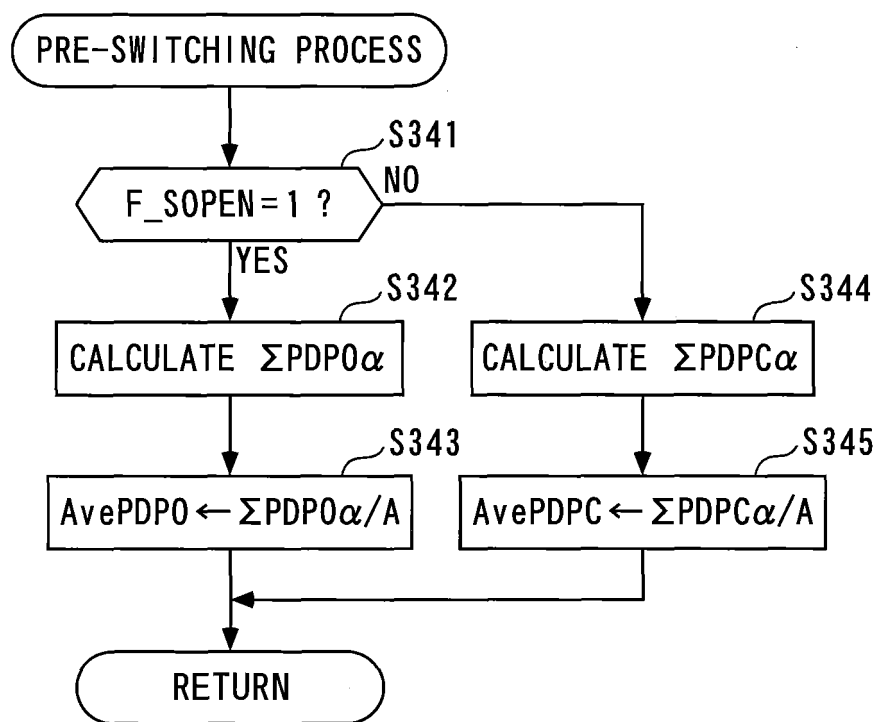 PRE-SWITCHING PROCESS
S341
F_SOPEN=1 ?
NO
YES
S342
CALCULATE ΣPDPOα
S344
CALCULATE ΣPDPCα
S343
AvePDPO←ΣPDPOα/A
S345
AvePDPC←ΣPDPCα/A
RETURN